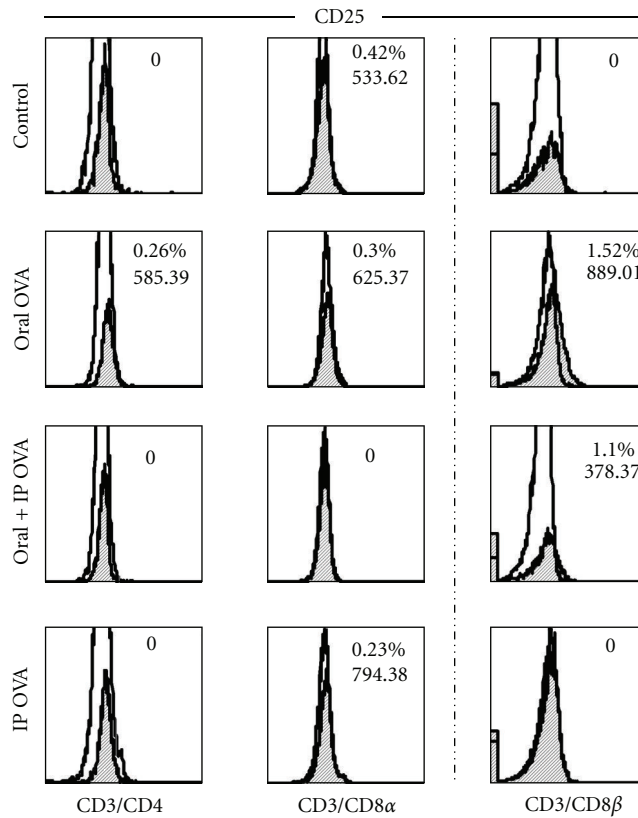 CD25
Control
0
0.42%
533.62
0
Oral OVA
0.26%
585.39
0.3%
625.37
1.52%
889.01
Oral + IP OVA
0
0
1.1%
378.37
IP OVA
0
0.23%
794.38
0
CD3/CD4
CD3/CD8α
CD3/CD8β